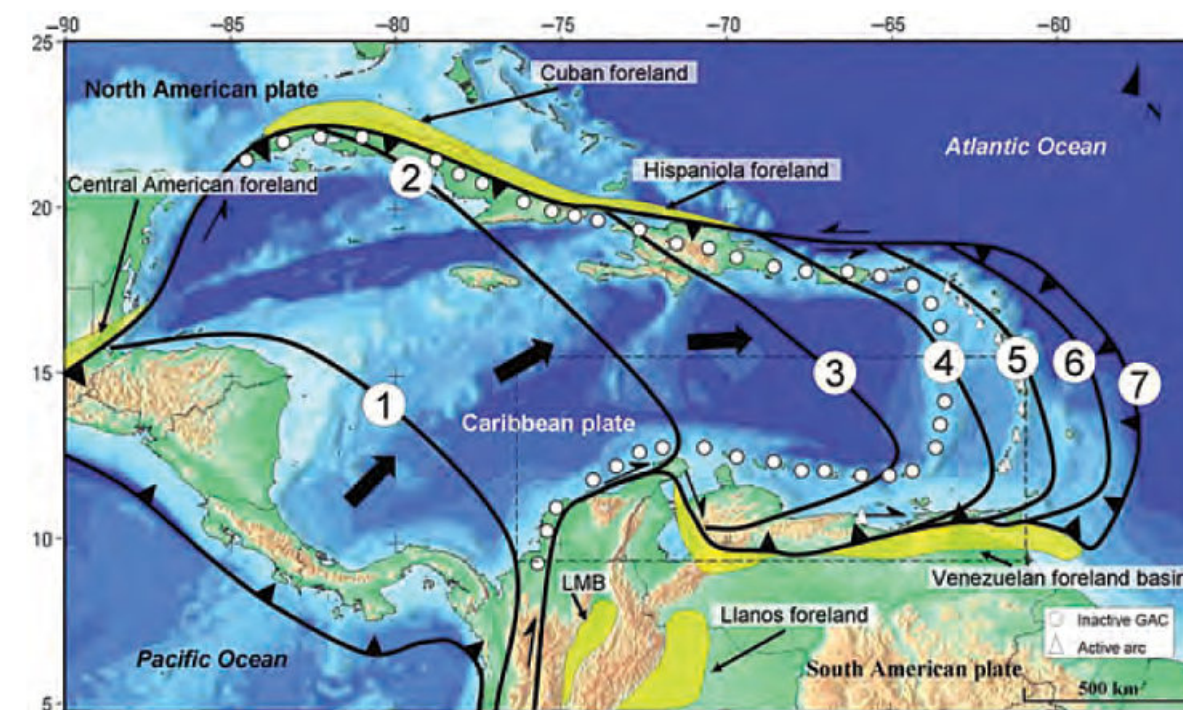 −90 −85 −80 −75 −70 −65 −60
25
North American plate
Cuban foreland
Atlantic Ocean
N
Hispaniola foreland
Central American foreland
2
20
15
1
3
4
5
6
7
Caribbean plate
10
LMB
Venezuelan foreland basin
Llanos foreland
Inactive GAC
Active arc
Pacific Ocean
South American plate
500 km
5